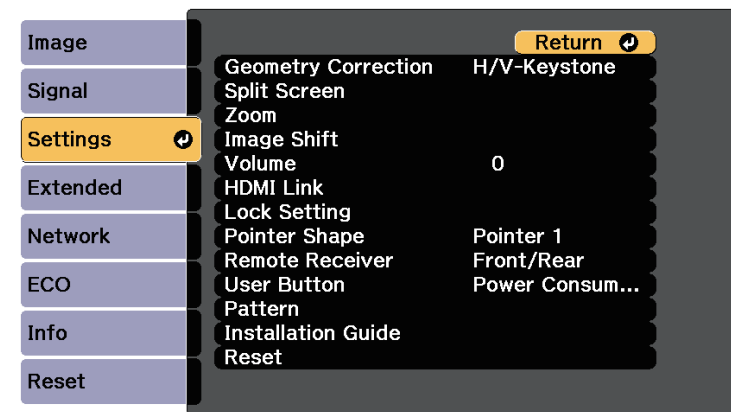 Image
Signal
Settings
Extended
Network
ECO
Info
Reset
Return
Geometry Correction H/V-Keystone
Split Screen
Zoom
Image Shift
Volume 0
HDMI Link
Lock Setting
Pointer Shape Pointer 1
Remote Receiver Front/Rear
User Button Power Consum...
Pattern
Installation Guide
Reset